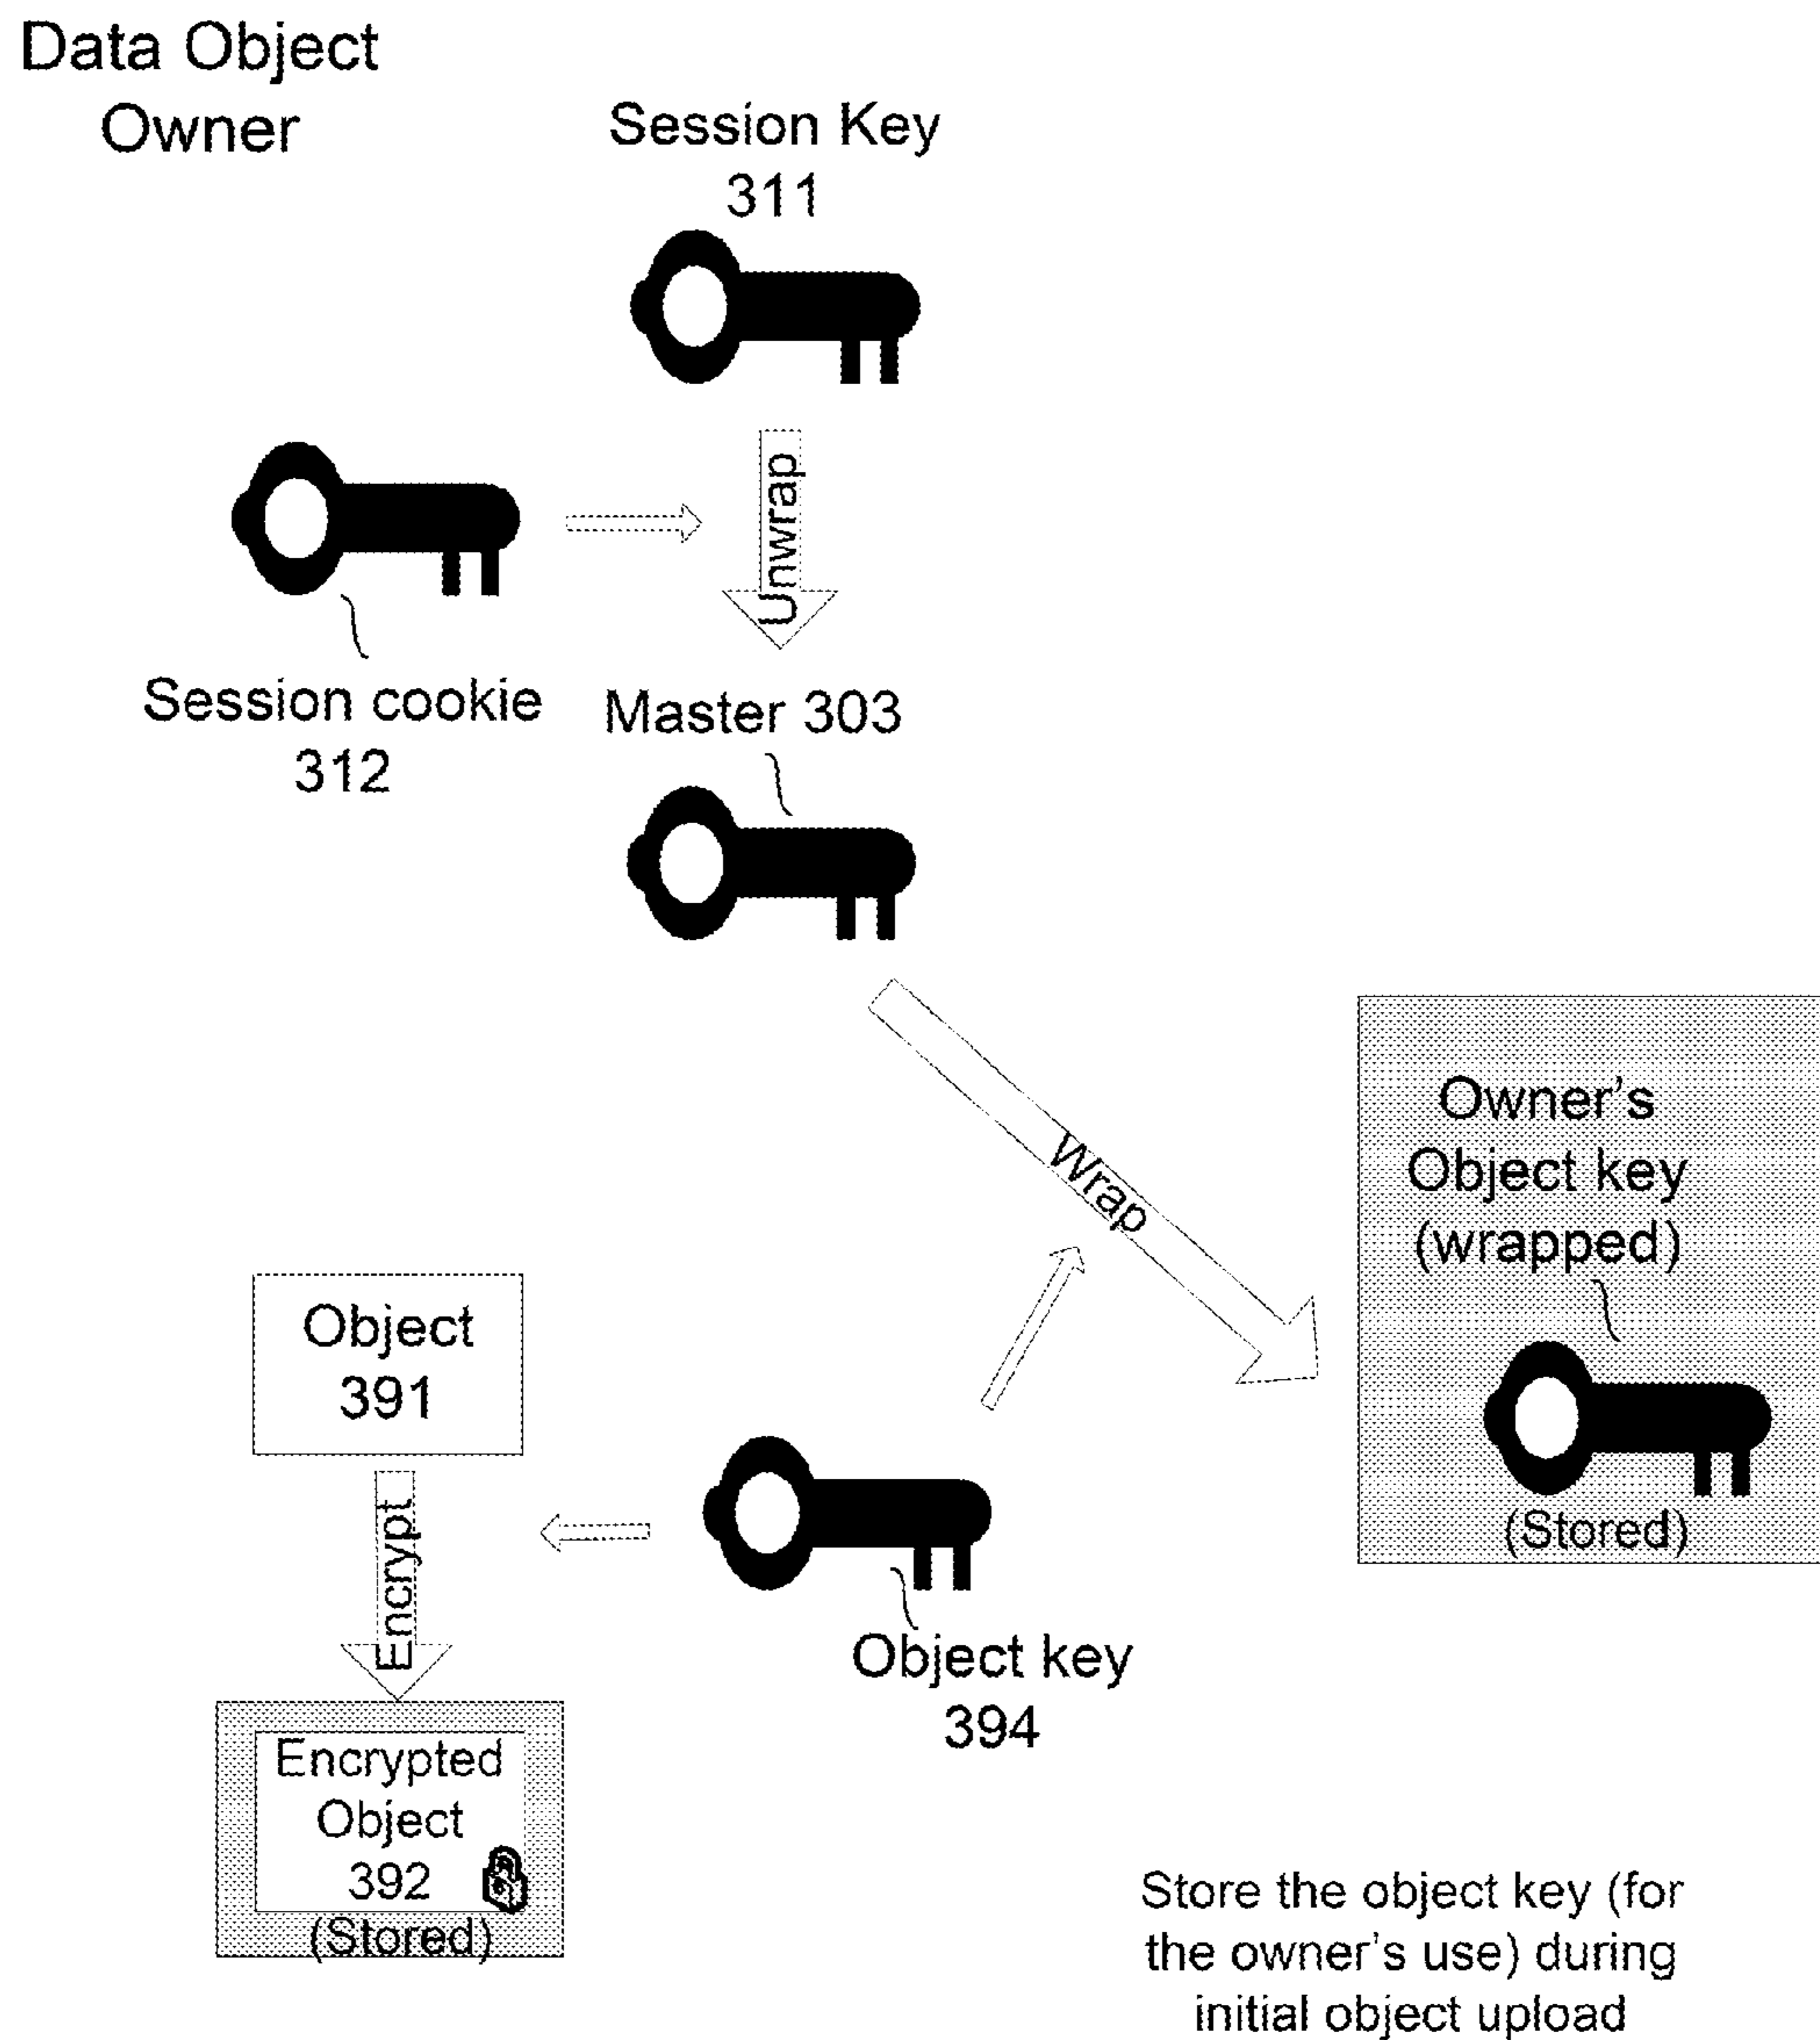 Data Object
Owner
Session Key
311
Unwrap
Session cookie
312
Master 303
Wrap
Owner’s
Object key
(wrapped)
(Stored)
Object
391
Encrypt
Object key
394
Encrypted
Object
392
(Stored)
Store the object key (for
the owner’s use) during
initial object upload